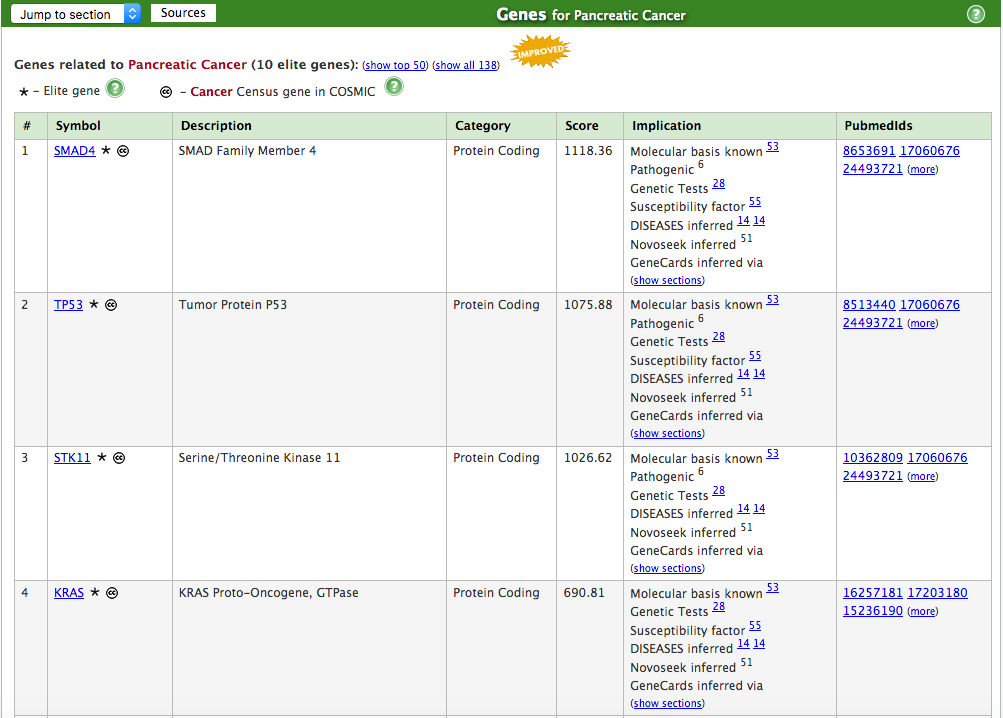 Jump to section Sources Genes for Pancreatic Cancer ?
IMPROVED
Genes related to Pancreatic Cancer (10 elite genes): (show top 50) (show all 138)
* – Elite gene ? cc – Cancer Census gene in COSMIC ?
# Symbol Description Category Score Implication PubmedIds
1 SMAD4 * cc SMAD Family Member 4 Protein Coding 1118.36 Molecular basis known 53 8653691 17060676
Pathogenic 6 24493721 (more)
Genetic Tests 28
Susceptibility factor 55
DISEASES inferred 14 14
Novoseek inferred 51
GeneCards inferred via
(show sections)
2 TP53 * cc Tumor Protein P53 Protein Coding 1075.88 Molecular basis known 53 8513440 17060676
Pathogenic 6 24493721 (more)
Genetic Tests 28
Susceptibility factor 55
DISEASES inferred 14 14
Novoseek inferred 51
GeneCards inferred via
(show sections)
3 STK11 * cc Serine/Threonine Kinase 11 Protein Coding 1026.62 Molecular basis known 53 10362809 17060676
Pathogenic 6 24493721 (more)
Genetic Tests 28
DISEASES inferred 14 14
Novoseek inferred 51
GeneCards inferred via
(show sections)
4 KRAS * cc KRAS Proto-Oncogene, GTPase Protein Coding 690.81 Molecular basis known 53 16257181 17203180
Genetic Tests 28 15236190 (more)
Susceptibility factor 55
DISEASES inferred 14 14
Novoseek inferred 51
GeneCards inferred via
(show sections)